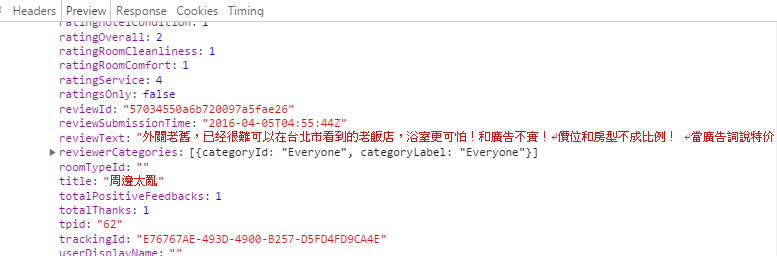 Headers Preview Response Cookies Timing
ratingHotelCondition: 1
ratingOverall: 2
ratingRoomCleanliness: 1
ratingRoomComfort: 1
ratingService: 4
ratingsOnly: false
reviewId: "57034550a6b720097a5fae26"
reviewSubmissionTime: "2016-04-05T04:55:44Z"
reviewText: "外關老舊，已经很難可以在台北市看到的老飯店，浴室更可怕！和廣告不實！↵價位和房型不成比例！ ↵當廣告詞說特价
reviewerCategories: [{categoryId: "Everyone", categoryLabel: "Everyone"}]
roomTypeId: ""
title: "周邊太亂"
totalPositiveFeedbacks: 1
totalThanks: 1
tpid: "62"
trackingId: "E76767AE-493D-4900-B257-D5FD4FD9CA4E"
userDisplayName: ""